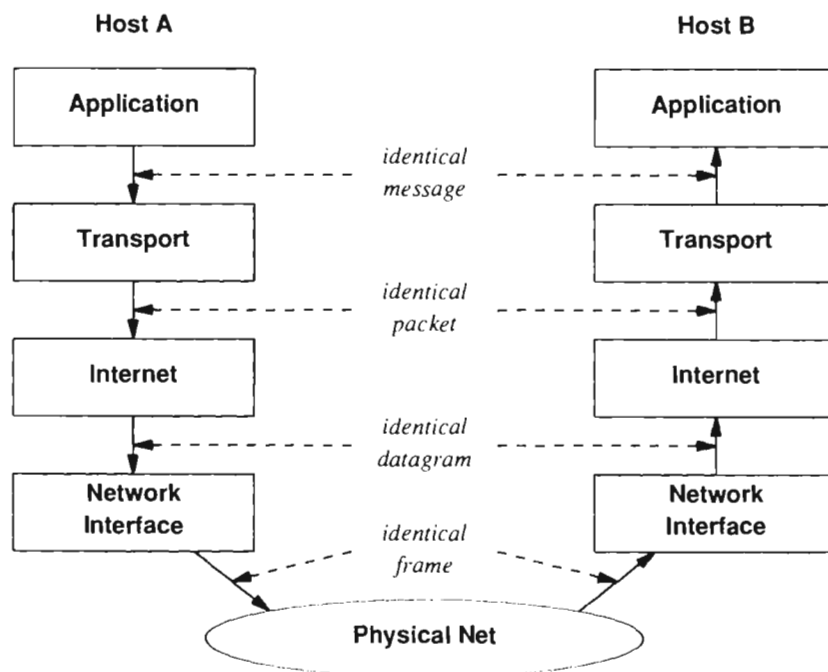 Host A
Host B
Application
Application
identical
message
Transport
Transport
identical
packet
Internet
Internet
identical
datagram
Network
Interface
Network
Interface
identical
frame
Physical Net